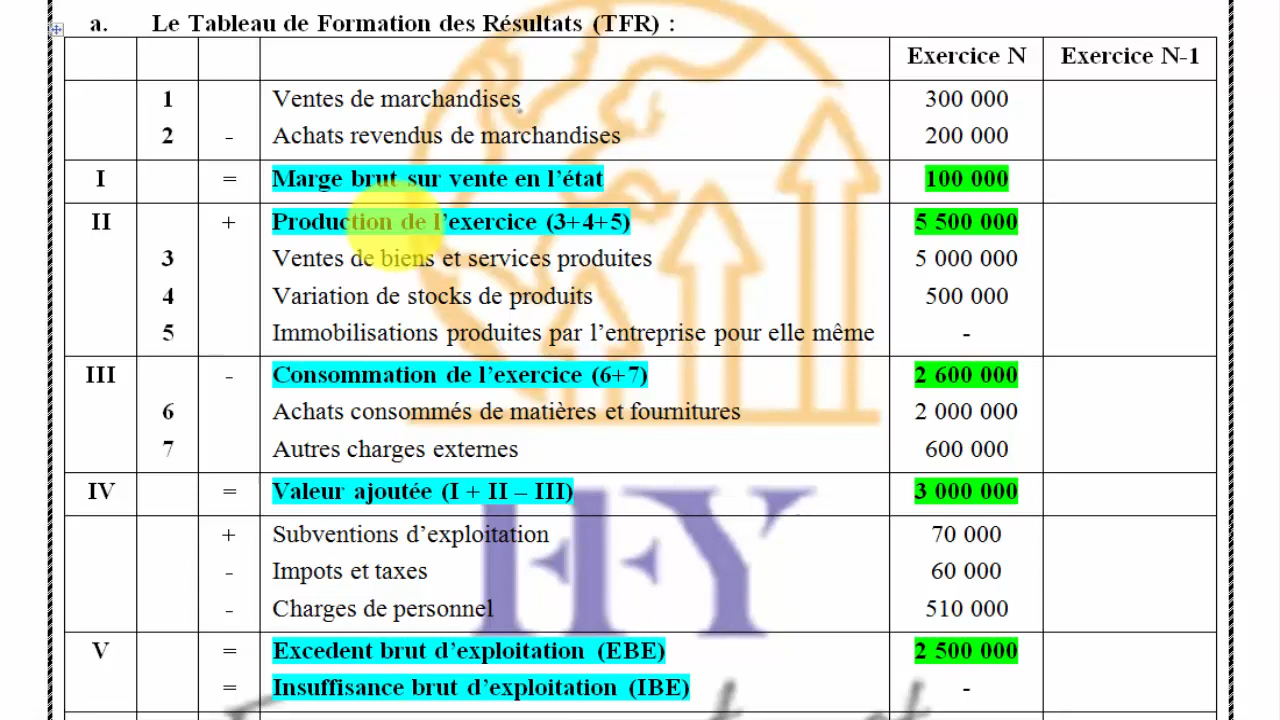 a. Le Tableau de Formation des Résultats (TFR) :
Exercice N Exercice N-1
1 Ventes de marchandises 300 000
2 - Achats revendus de marchandises 200 000
I = Marge brut sur vente en l’état 100 000
II + Production de l’exercice (3+4+5) 5 500 000
3 Ventes de biens et services produites 5 000 000
4 Variation de stocks de produits 500 000
5 Immobilisations produites par l’entreprise pour elle même -
III - Consommation de l’exercice (6+7) 2 600 000
6 Achats consommés de matières et fournitures 2 000 000
7 Autres charges externes 600 000
IV = Valeur ajoutée (I + II – III) 3 000 000
+ Subventions d’exploitation 70 000
- Impots et taxes 60 000
- Charges de personnel 510 000
V = Excedent brut d’exploitation (EBE) 2 500 000
= Insuffisance brut d’exploitation (IBE) -